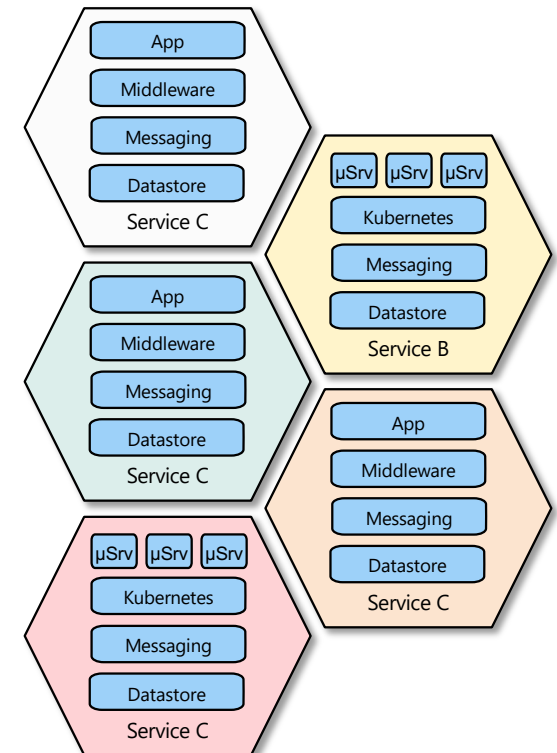 App
Middleware
Messaging
Datastore
Service C
µSrv µSrv µSrv
Kubernetes
Messaging
Datastore
Service B
App
Middleware
Messaging
Datastore
Service C
App
Middleware
Messaging
Datastore
Service C
µSrv µSrv µSrv
Kubernetes
Messaging
Datastore
Service C